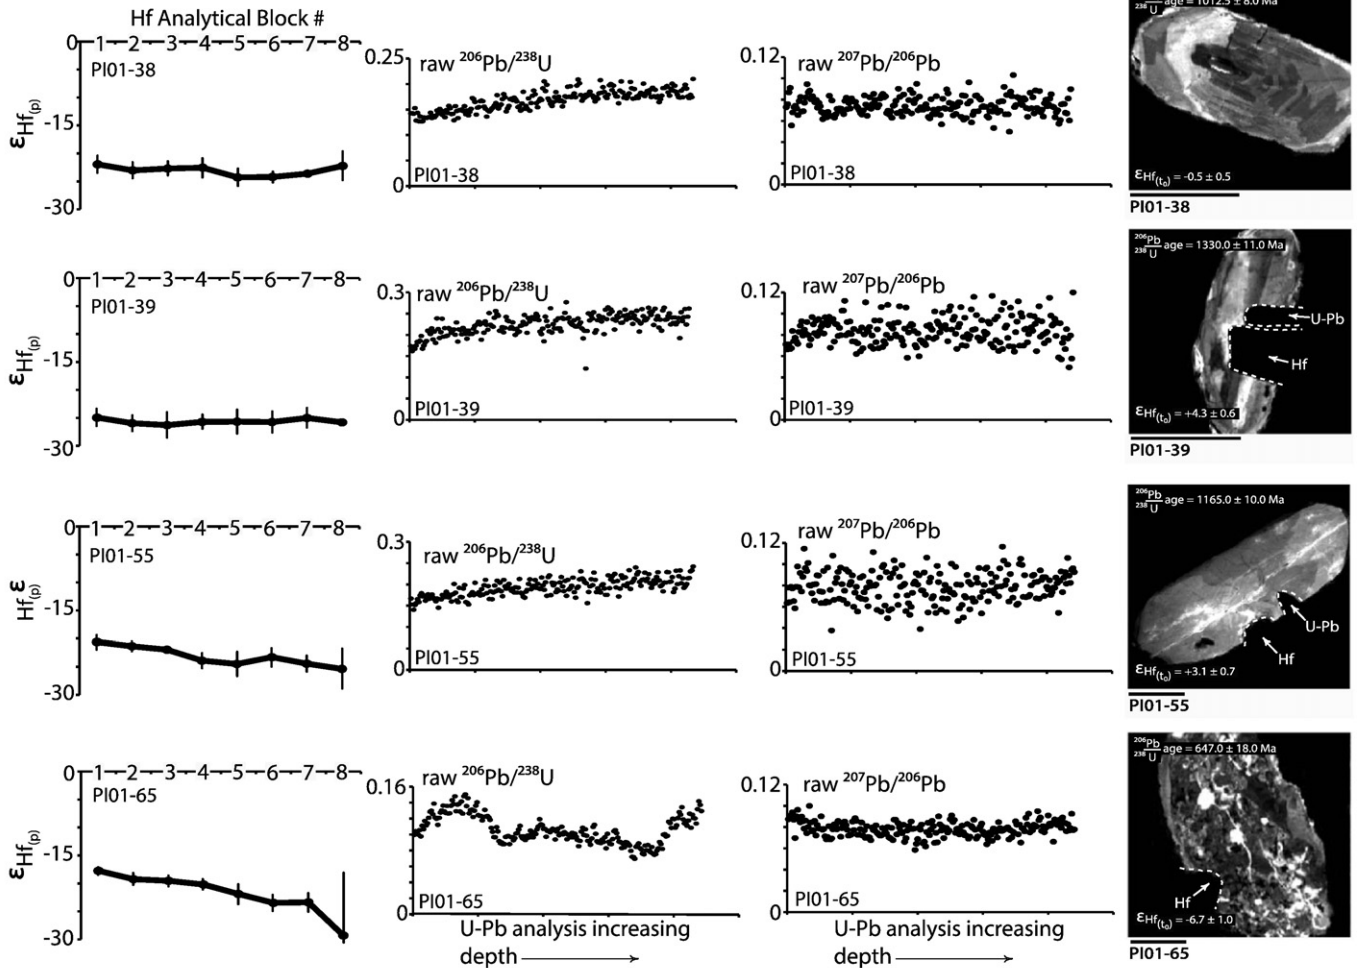 Hf Analytical Block #
0 1 2 3 4 5 6 7 8
PI01-38
εHf(p)
-15
-30
0.25
raw ²⁰⁶Pb/²³⁸U
0
PI01-38
0.12
raw ²⁰⁷Pb/²⁰⁶Pb
0
PI01-38
²³⁸U age = 1012.5 ± 8.0 Ma
εHf(t₀) = -0.5 ± 0.5
PI01-38
0 1 2 3 4 5 6 7 8
PI01-39
εHf(p)
-15
-30
0.3
raw ²⁰⁶Pb/²³⁸U
0
PI01-39
0.12
raw ²⁰⁷Pb/²⁰⁶Pb
0
PI01-39
²⁰⁶Pb/²³⁸U age = 1330.0 ± 11.0 Ma
U-Pb
Hf
εHf(t₀) = +4.3 ± 0.6
PI01-39
0 1 2 3 4 5 6 7 8
PI01-55
Hf(p)ε
-15
-30
0.3
raw ²⁰⁶Pb/²³⁸U
0
PI01-55
0.12
raw ²⁰⁷Pb/²⁰⁶Pb
0
PI01-55
²⁰⁶Pb/²³⁸U age = 1165.0 ± 10.0 Ma
U-Pb
Hf
εHf(t₀) = +3.1 ± 0.7
PI01-55
0 1 2 3 4 5 6 7 8
PI01-65
εHf(p)
-15
-30
0.16
raw ²⁰⁶Pb/²³⁸U
0
PI01-65
U-Pb analysis increasing
depth
0.12
raw ²⁰⁷Pb/²⁰⁶Pb
0
PI01-65
U-Pb analysis increasing
depth
²⁰⁶Pb/²³⁸U age = 647.0 ± 18.0 Ma
Hf
εHf(t₀) = -6.7 ± 1.0
PI01-65